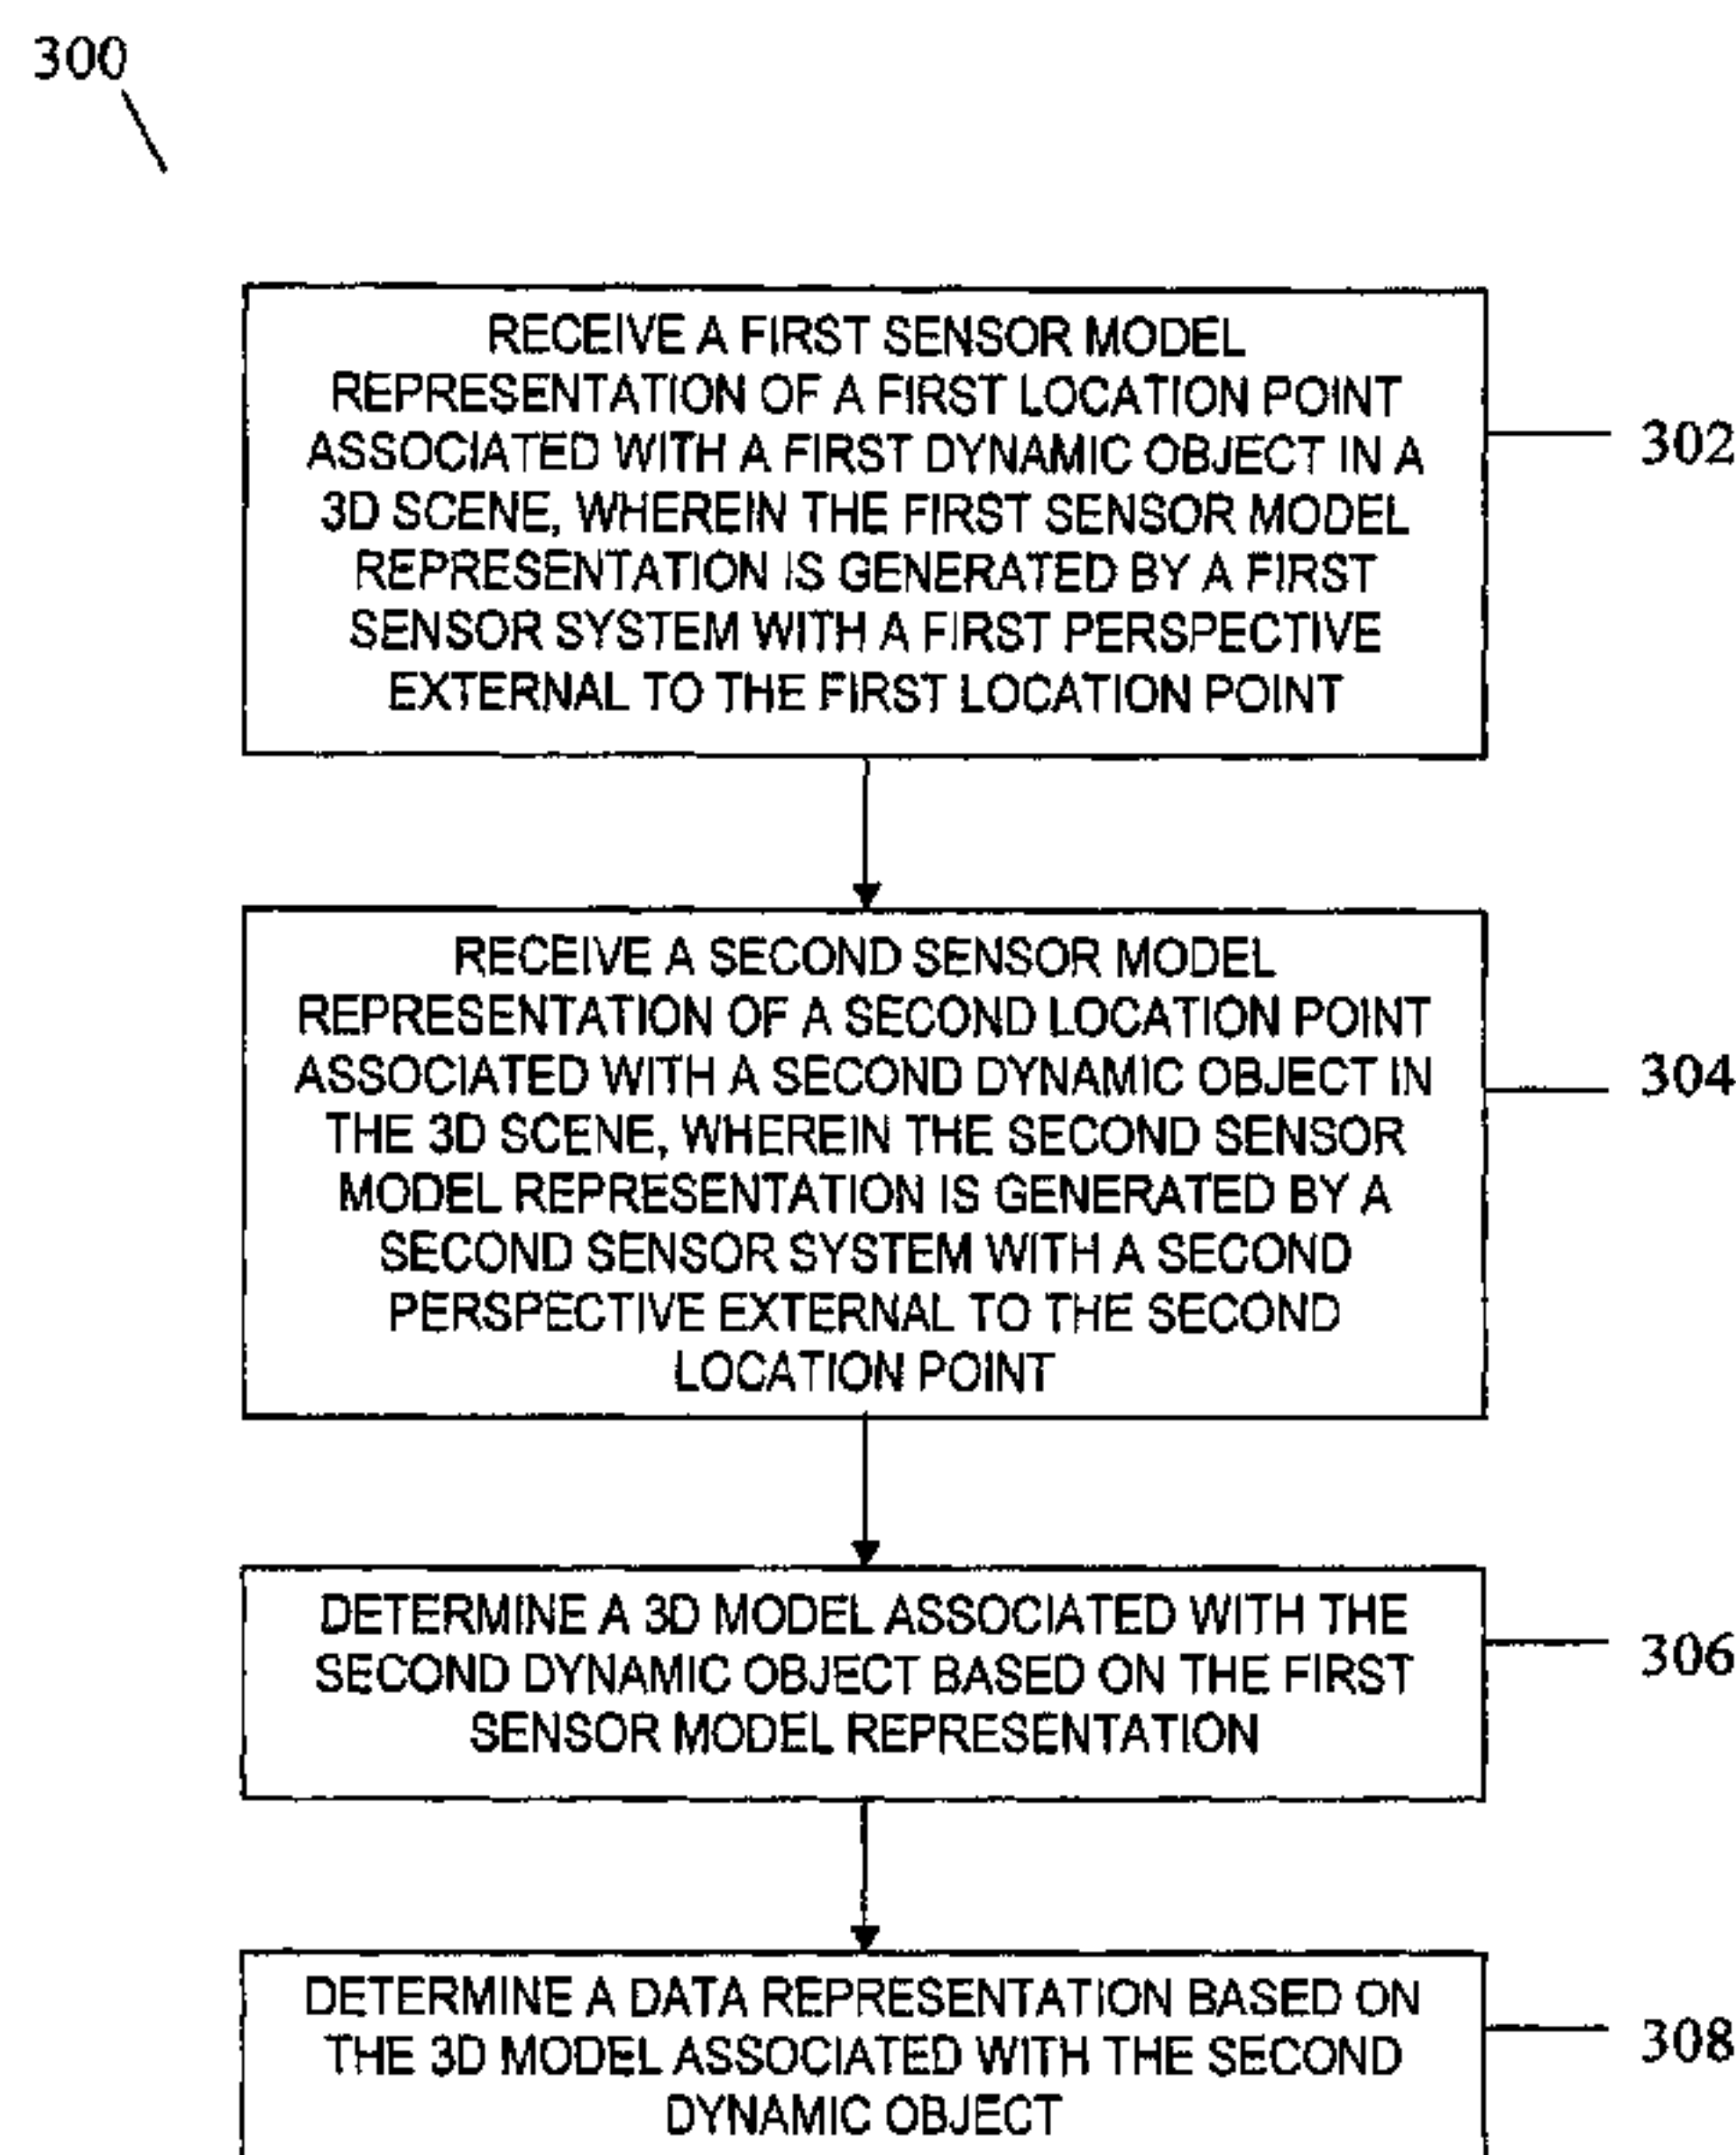 300
RECEIVE A FIRST SENSOR MODEL
REPRESENTATION OF A FIRST LOCATION POINT
ASSOCIATED WITH A FIRST DYNAMIC OBJECT IN A
3D SCENE, WHEREIN THE FIRST SENSOR MODEL
REPRESENTATION IS GENERATED BY A FIRST
SENSOR SYSTEM WITH A FIRST PERSPECTIVE
EXTERNAL TO THE FIRST LOCATION POINT
302
RECEIVE A SECOND SENSOR MODEL
REPRESENTATION OF A SECOND LOCATION POINT
ASSOCIATED WITH A SECOND DYNAMIC OBJECT IN
THE 3D SCENE, WHEREIN THE SECOND SENSOR
MODEL REPRESENTATION IS GENERATED BY A
SECOND SENSOR SYSTEM WITH A SECOND
PERSPECTIVE EXTERNAL TO THE SECOND
LOCATION POINT
304
DETERMINE A 3D MODEL ASSOCIATED WITH THE
SECOND DYNAMIC OBJECT BASED ON THE FIRST
SENSOR MODEL REPRESENTATION
306
DETERMINE A DATA REPRESENTATION BASED ON
THE 3D MODEL ASSOCIATED WITH THE SECOND
DYNAMIC OBJECT
308